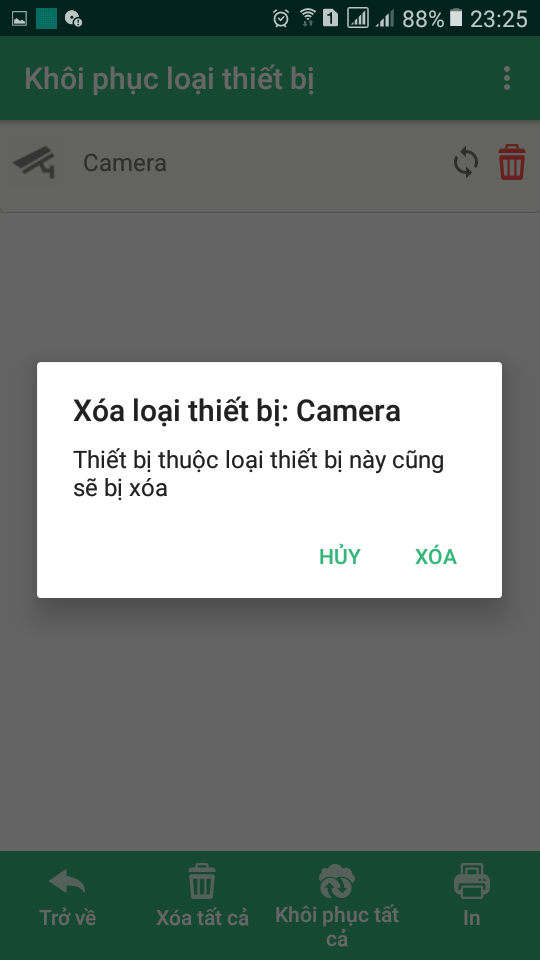 1 88% 23:25
Khôi phục loại thiết bị
Camera
Xóa loại thiết bị: Camera
Thiết bị thuộc loại thiết bị này cũng
sẽ bị xóa
HỦY XÓA
Trở về Xóa tất cả Khôi phục tất In
cả